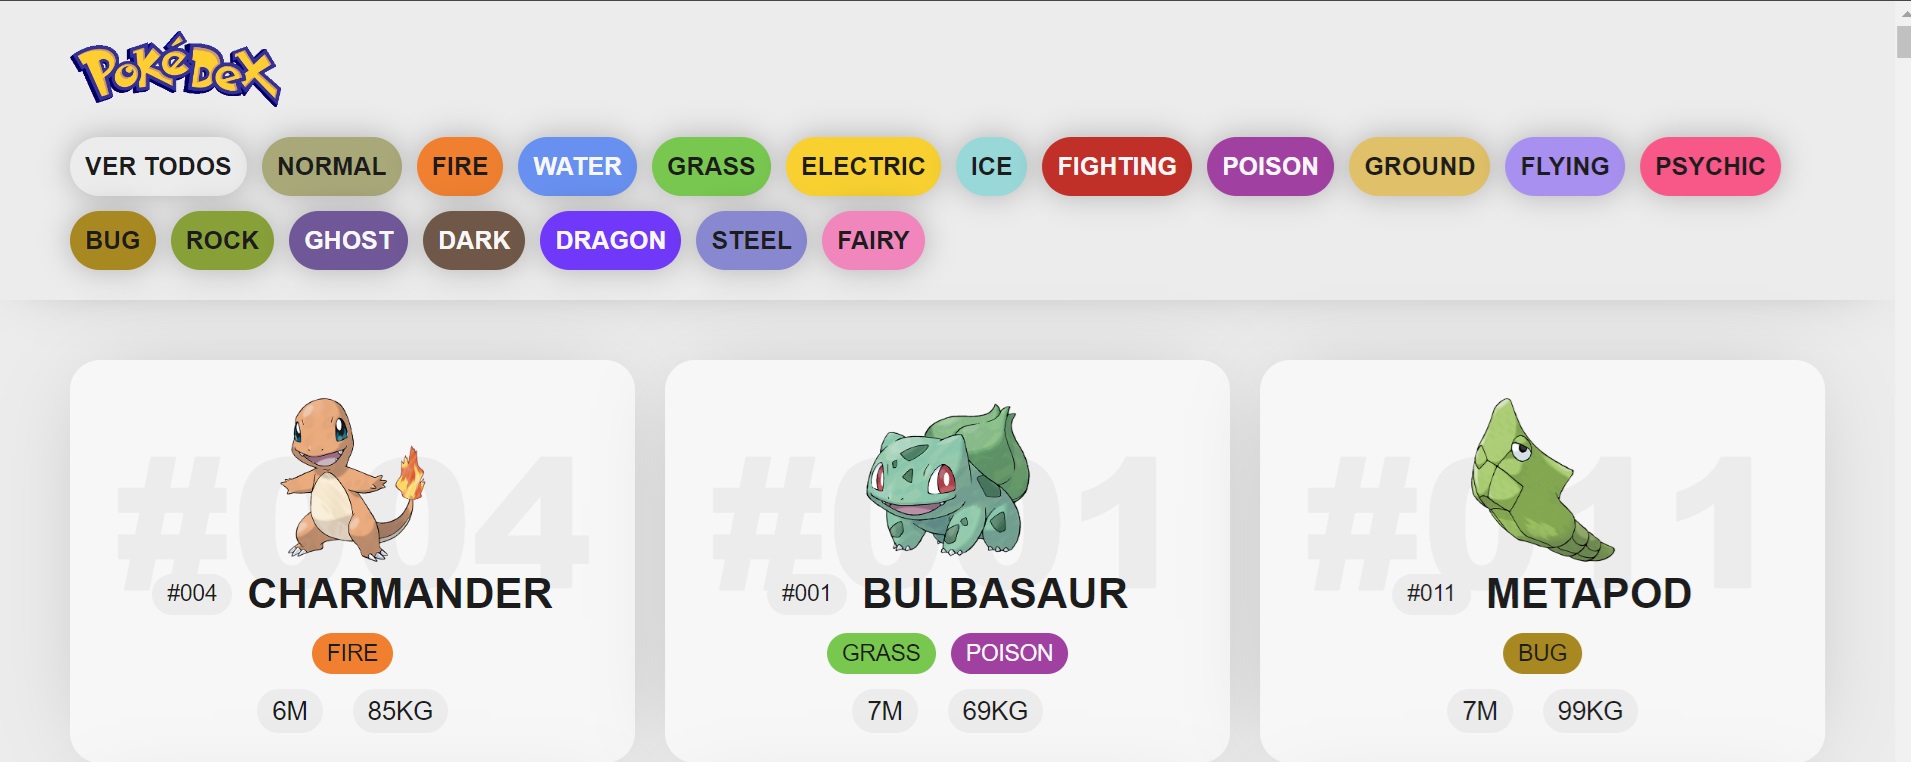 PokéDex
VER TODOS NORMAL FIRE WATER GRASS ELECTRIC ICE FIGHTING POISON GROUND FLYING PSYCHIC
BUG ROCK GHOST DARK DRAGON STEEL FAIRY
#004
#004 CHARMANDER
FIRE
6M 85KG
#001
#001 BULBASAUR
GRASS POISON
7M 69KG
#011
#011 METAPOD
BUG
7M 99KG